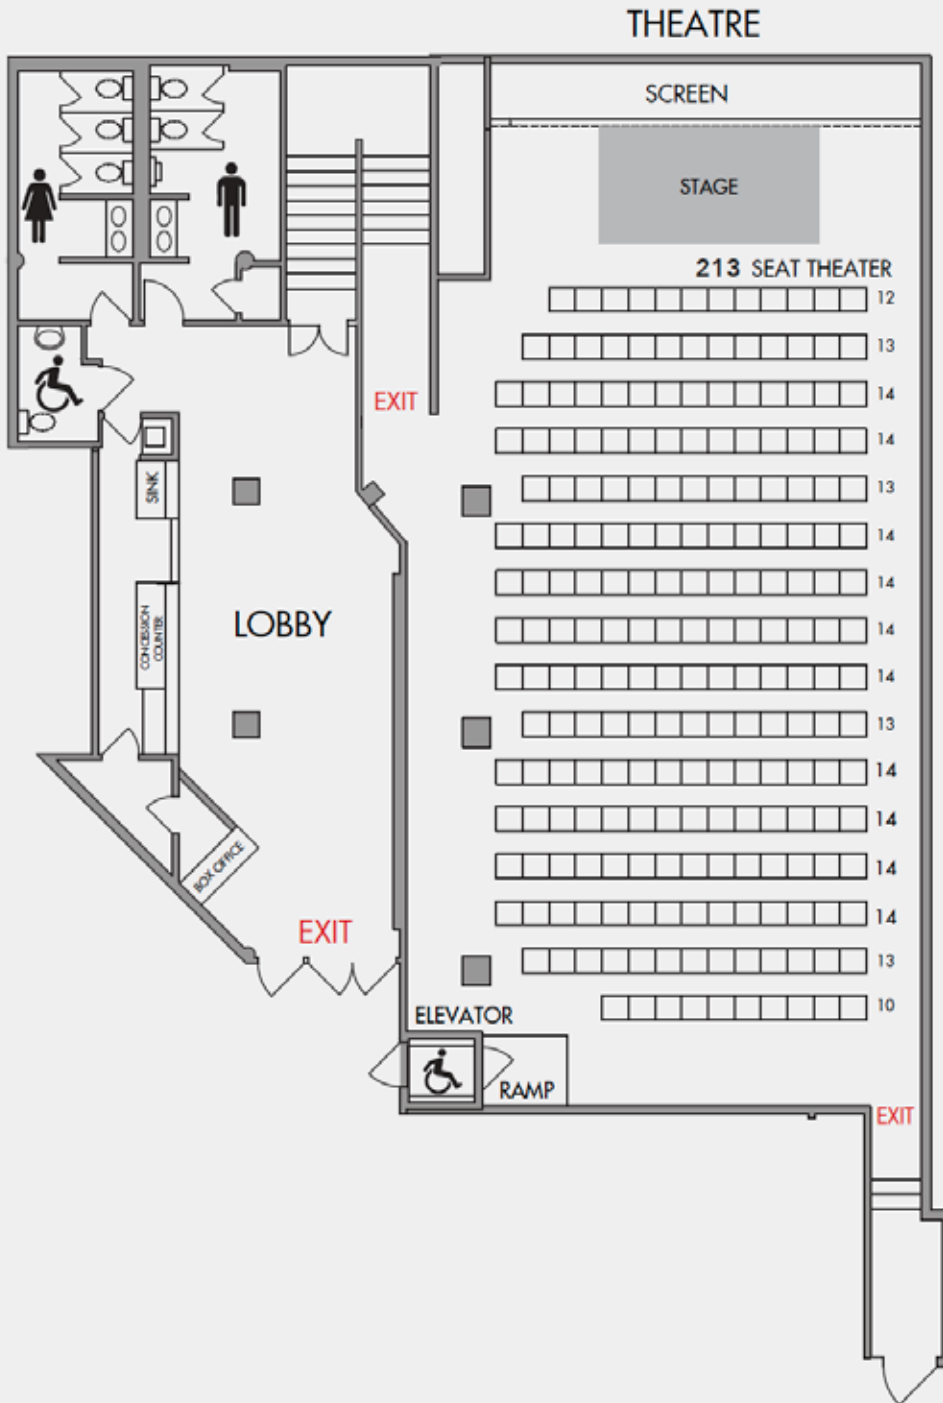 THEATRE
SCREEN
STAGE
213 SEAT THEATER
12
13
14
14
13
14
14
14
14
13
14
14
14
14
13
10
EXIT
SINK
LOBBY
CONCESSION
COUNTER
BOX OFFICE
EXIT
ELEVATOR
RAMP
EXIT